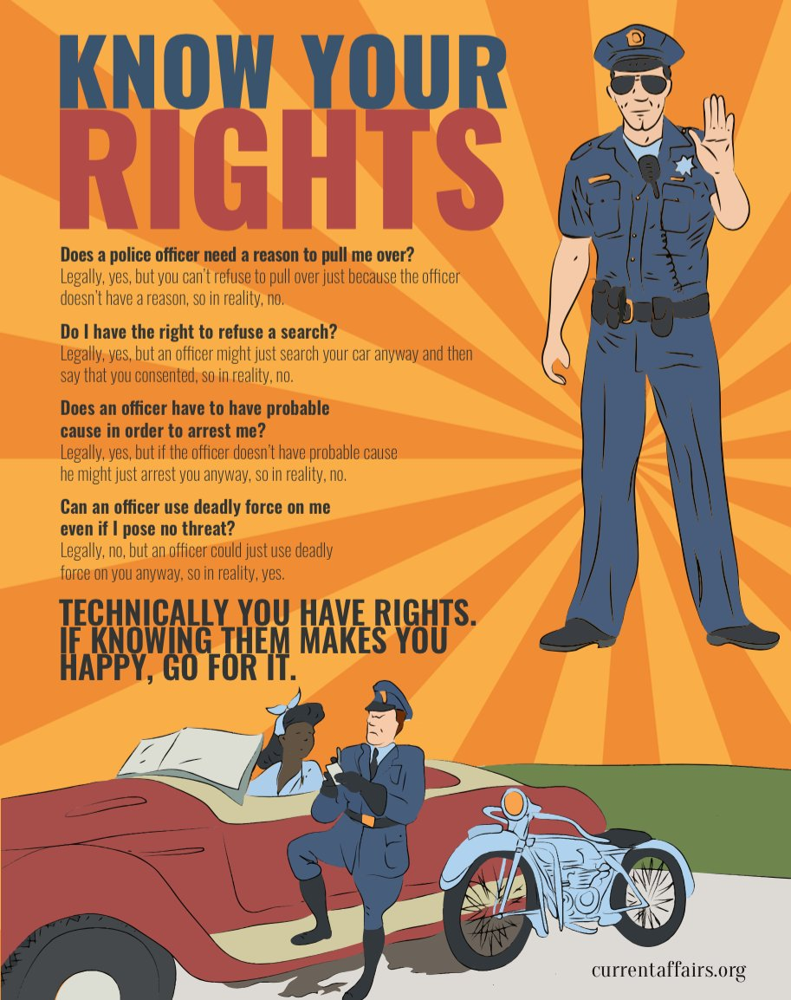 KNOW YOUR
RIGHTS
Does a police officer need a reason to pull me over?
Legally, yes, but you can't refuse to pull over just because the officer
doesn't have a reason, so in reality, no.
Do I have the right to refuse a search?
Legally, yes, but an officer might just search your car anyway and then
say that you consented, so in reality, no.
Does an officer have to have probable
cause in order to arrest me?
Legally, yes, but if the officer doesn't have probable cause
he might just arrest you anyway, so in reality, no.
Can an officer use deadly force on me
even if I pose no threat?
Legally, no, but an officer could just use deadly
force on you anyway, so in reality, yes.
TECHNICALLY YOU HAVE RIGHTS.
IF KNOWING THEM MAKES YOU
HAPPY, GO FOR IT.
currentaffairs.org